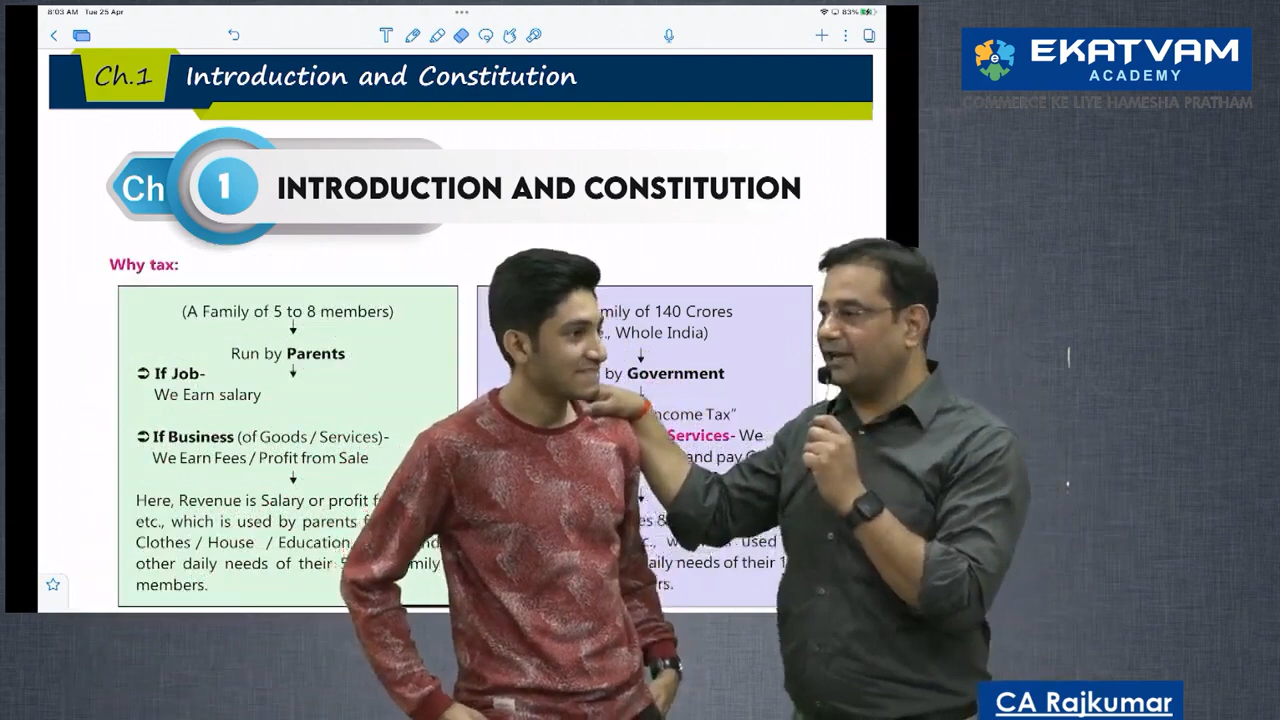 8:03 AM Tue 25 Apr
83%
EKATVAM
ACADEMY
COMMERCE KE LIYE HAMESHA PRATHAM
Ch.1 Introduction and Constitution
Ch 1 INTRODUCTION AND CONSTITUTION
Why tax:
(A Family of 5 to 8 members)
Run by Parents
If Job-
We Earn salary
If Business (of Goods / Services)-
We Earn Fees / Profit from Sale
Here, Revenue is Salary or profit
etc., which is used by parents
Clothes / House / Education
other daily needs of their
members.
of 140 Crores
Whole India)
by Government
Tax”
Services- We
and pay
used
needs of their
CA Rajkumar